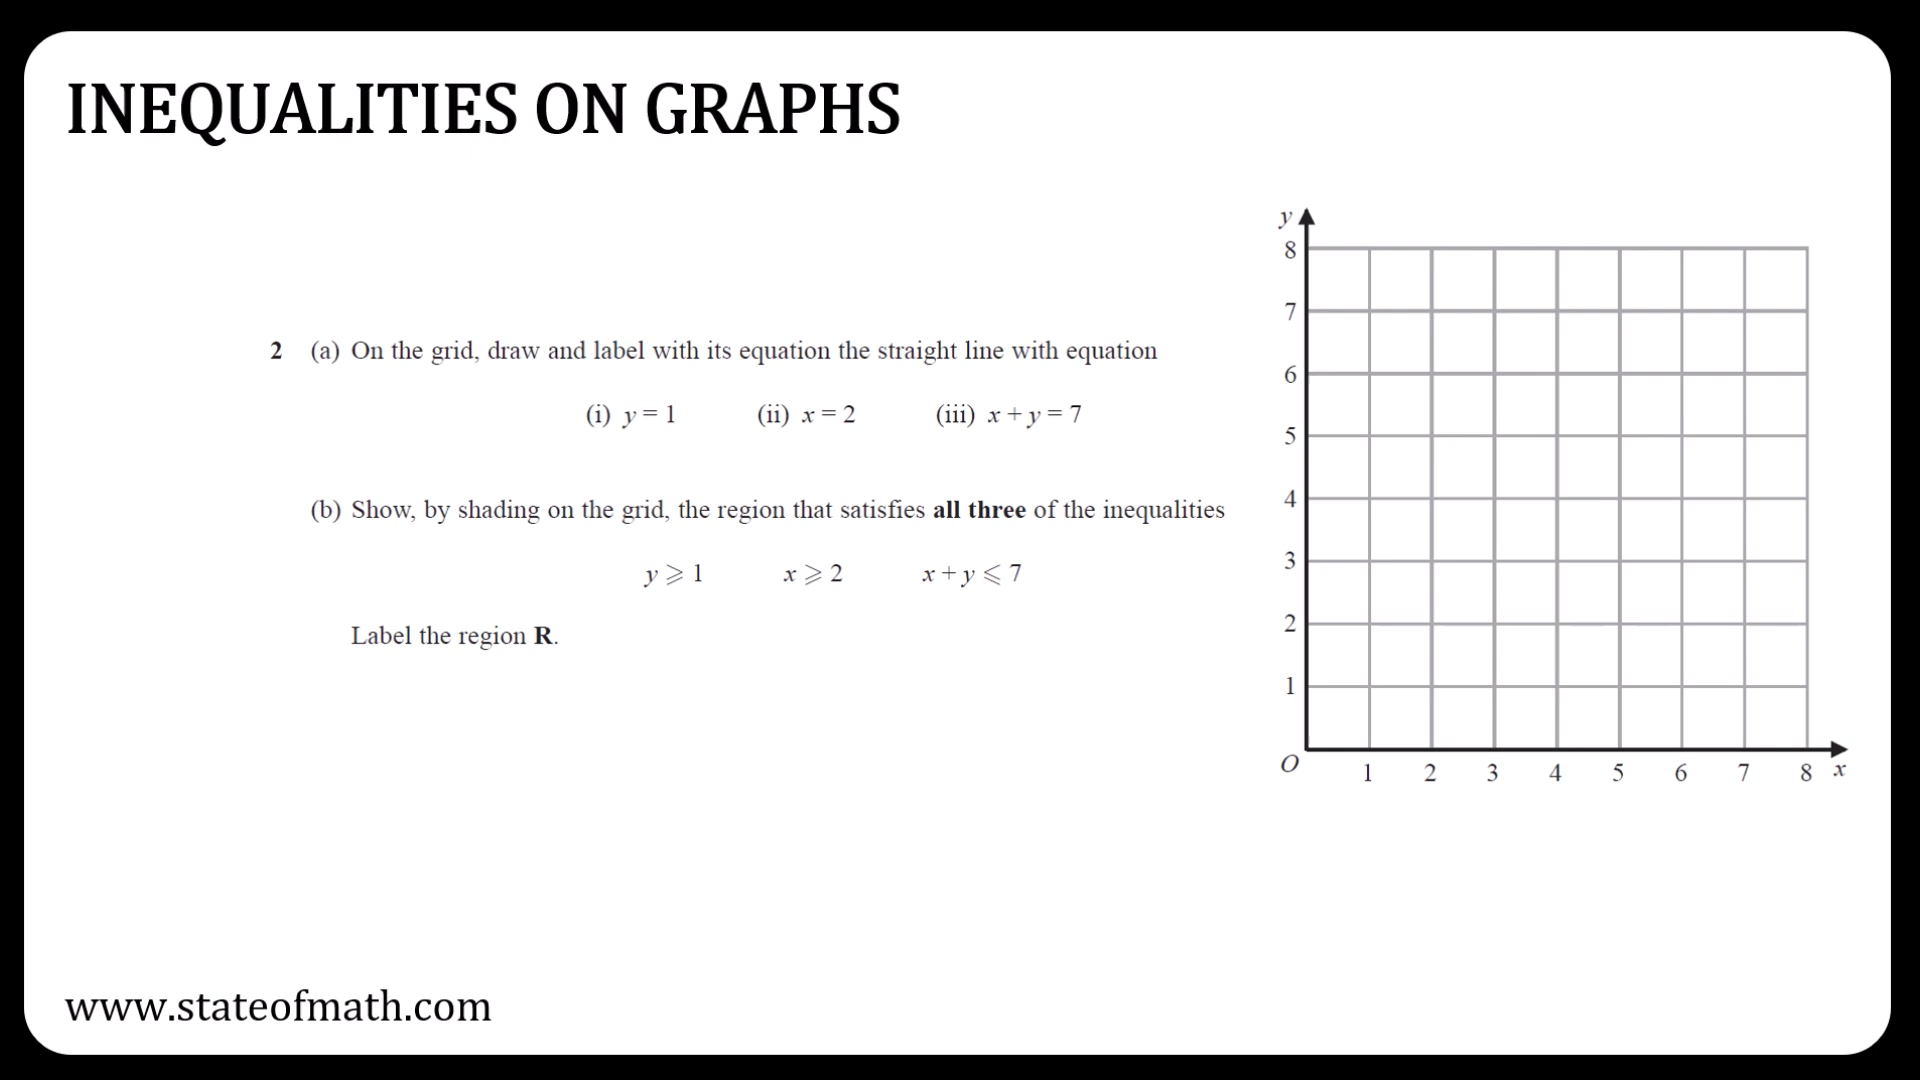 INEQUALITIES ON GRAPHS
2 (a) On the grid, draw and label with its equation the straight line with equation
(i) y = 1 (ii) x = 2 (iii) x + y = 7
(b) Show, by shading on the grid, the region that satisfies all three of the inequalities
y ⩾ 1 x ⩾ 2 x + y ⩽ 7
Label the region R.
y
8
7
6
5
4
3
2
1
O
1 2 3 4 5 6 7 8 x
www.stateofmath.com